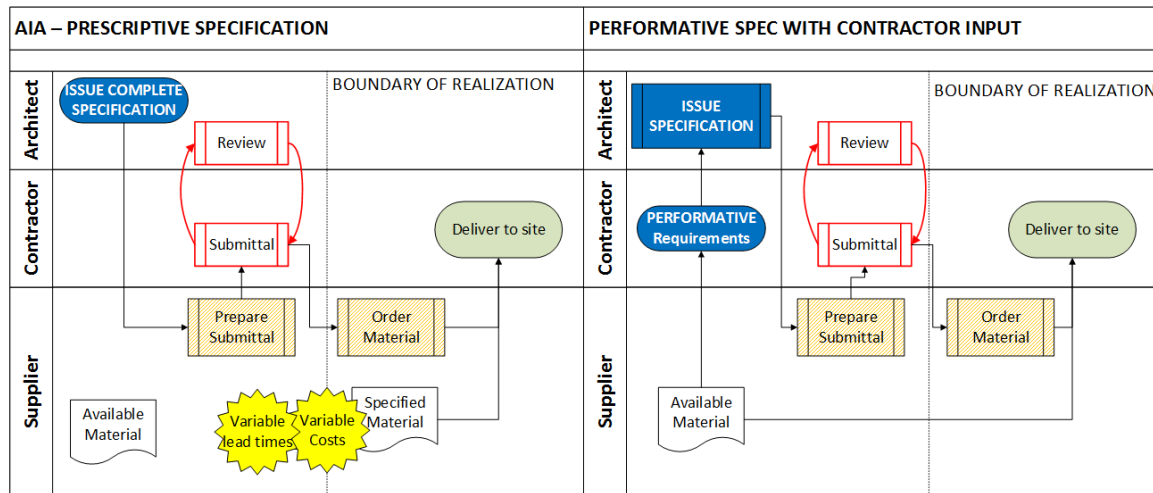 AIA – PRESCRIPTIVE SPECIFICATION
Architect
ISSUE COMPLETE
SPECIFICATION
BOUNDARY OF REALIZATION
Review
Contractor
Submittal
Deliver to site
Supplier
Prepare
Submittal
Order
Material
Available
Material
Variable
lead times
Variable
Costs
Specified
Material
PERFORMATIVE SPEC WITH CONTRACTOR INPUT
Architect
ISSUE
SPECIFICATION
BOUNDARY OF REALIZATION
Review
Contractor
PERFORMATIVE
Requirements
Submittal
Deliver to site
Supplier
Prepare
Submittal
Order
Material
Available
Material